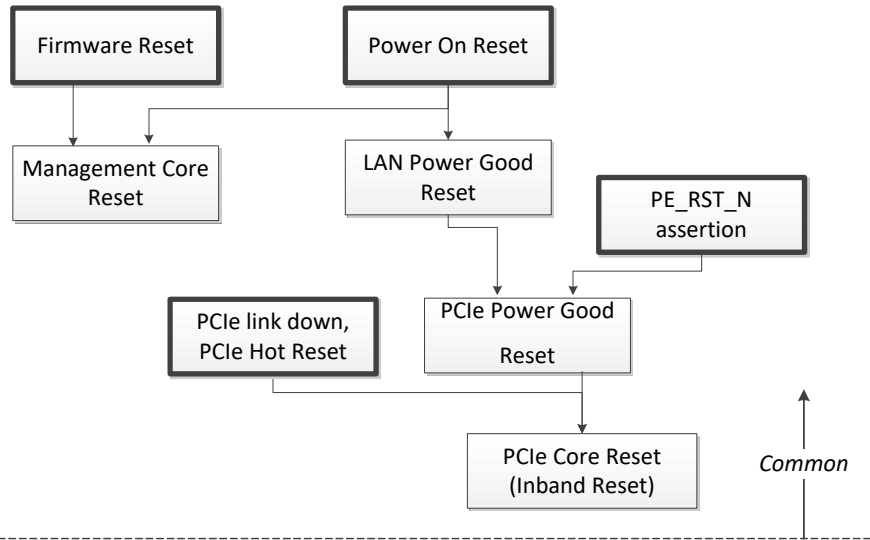 Firmware Reset
Power On Reset
Management Core
Reset
LAN Power Good
Reset
PE_RST_N
assertion
PCIe link down,
PCIe Hot Reset
PCIe Power Good
Reset
PCIe Core Reset
(Inband Reset)
Common